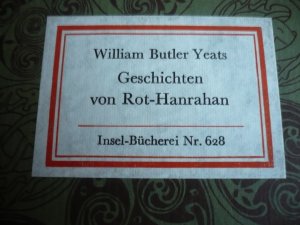 William Butler Yeats
Geschichten
von Rot-Hanrahan
Insel-Bücherei Nr. 628